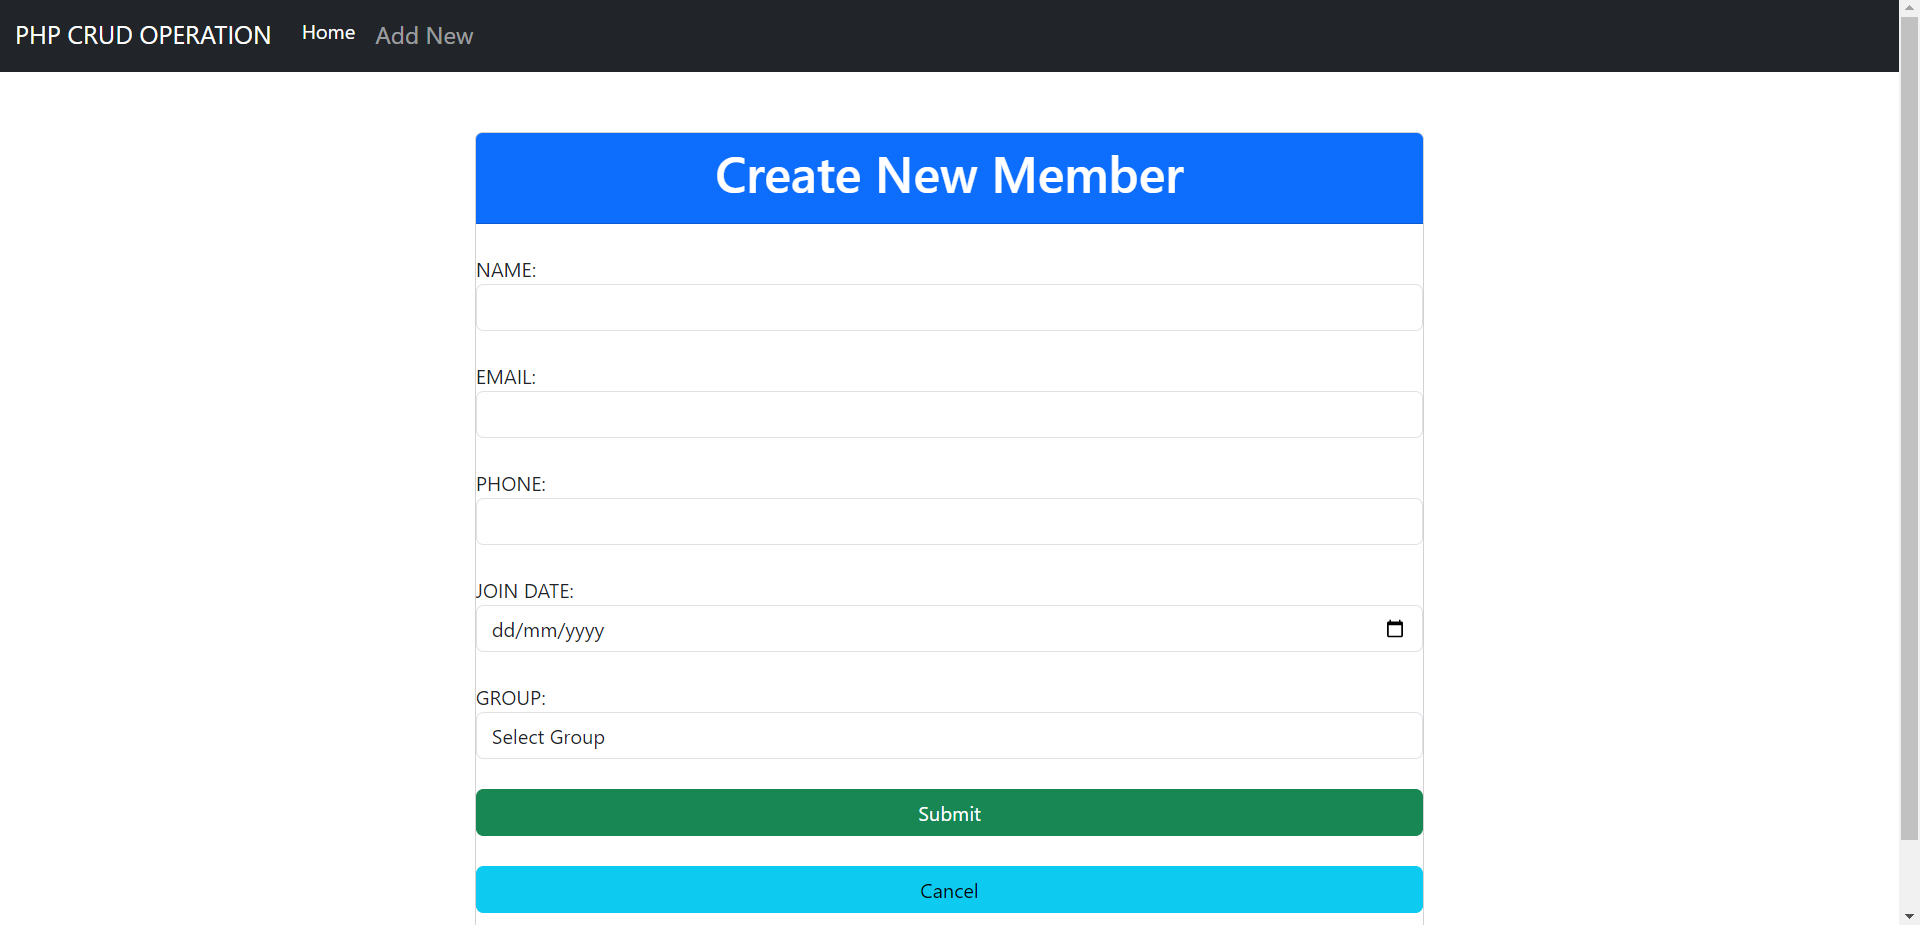 PHP CRUD OPERATION Home Add New
Create New Member
NAME:
EMAIL:
PHONE:
JOIN DATE:
dd/mm/yyyy
GROUP:
Select Group
Submit
Cancel